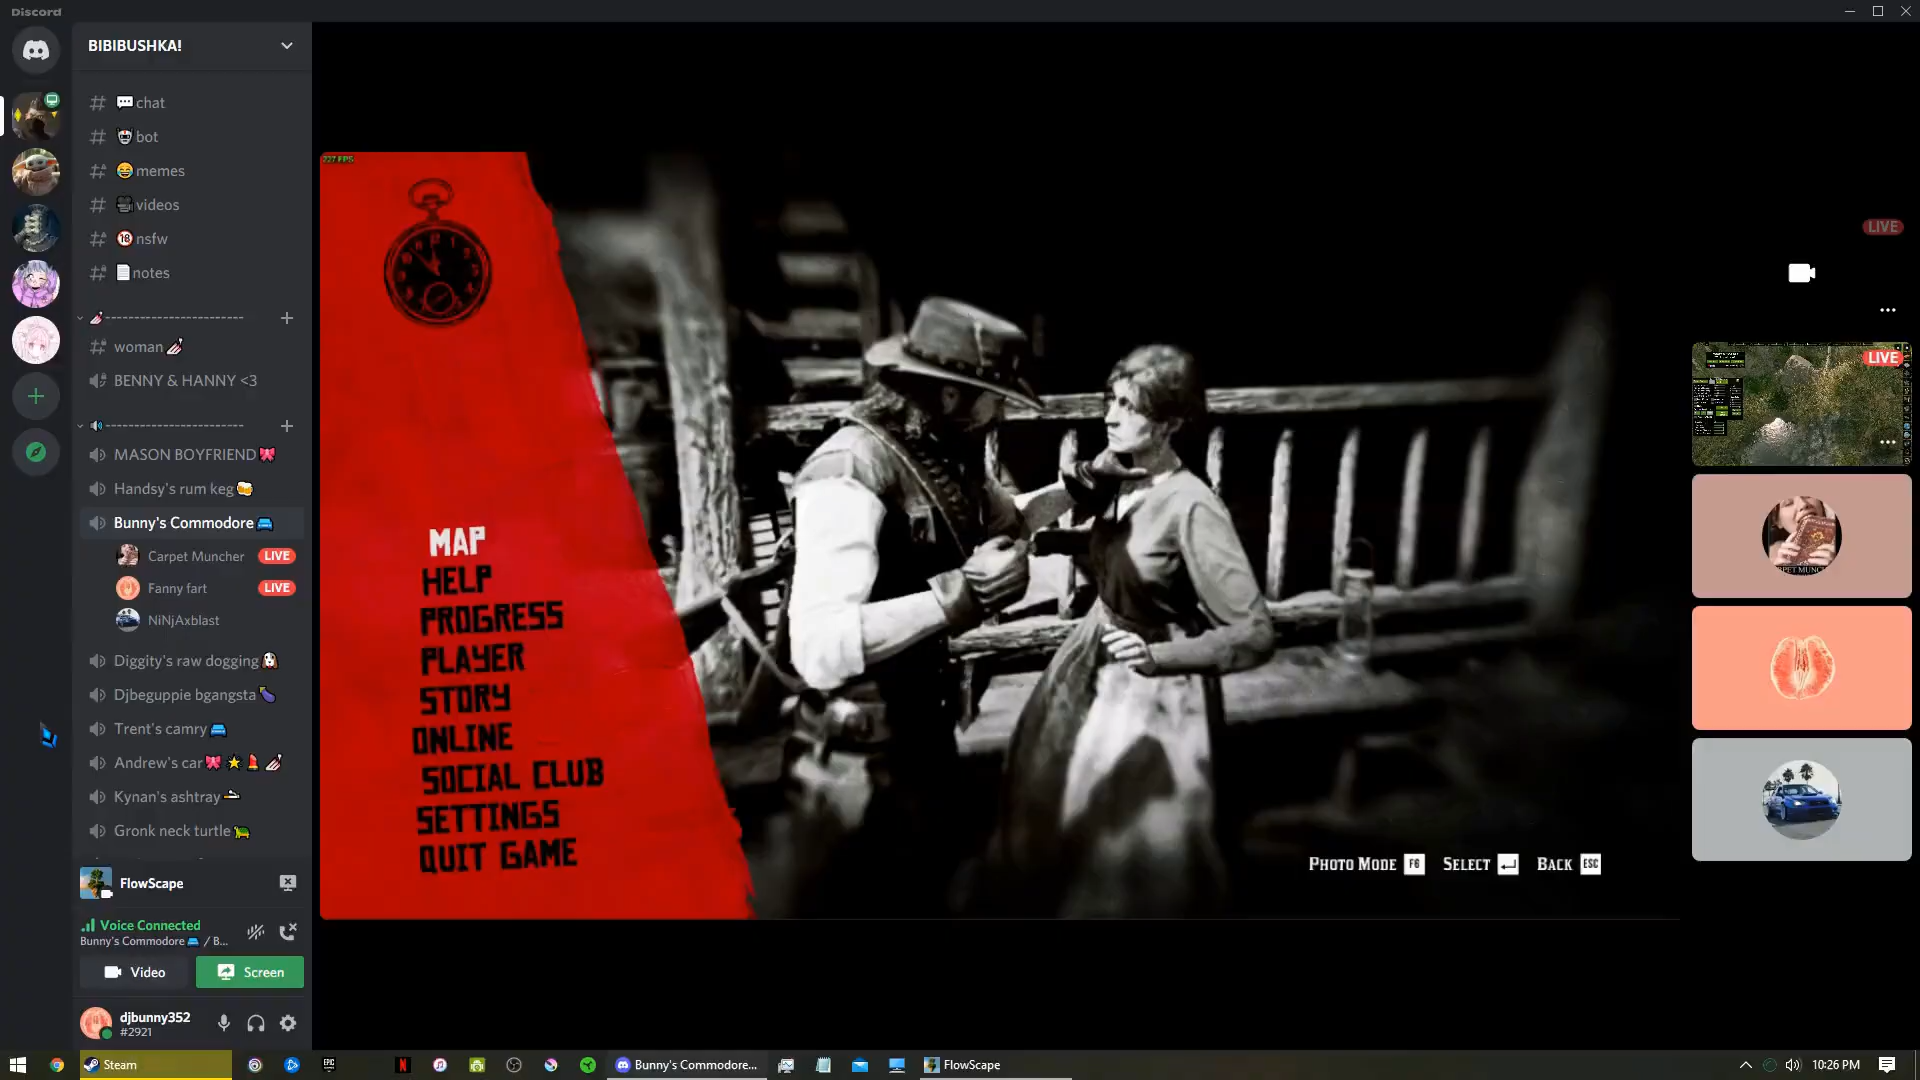 Discord
BIBIBUSHKA!
chat
bot
memes
videos
nsfw
notes
------------------------
woman
BENNY & HANNY <3
------------------------
MASON BOYFRIEND
Handsy's rum keg
Bunny's Commodore
Carpet Muncher LIVE
Fanny fart LIVE
NiNjAxblast
Diggity's raw dogging
Djbeguppie bgangsta
Trent's camry
Andrew's car
Kynan's ashtray
Gronk neck turtle
FlowScape
Voice Connected
Bunny's Commodore / B...
Video
Screen
djbunny352
#2921
227 FPS
MAP
HELP
PROGRESS
PLAYER
STORY
ONLINE
SOCIAL CLUB
SETTINGS
QUIT GAME
PHOTO MODE F6 SELECT BACK ESC
LIVE
LIVE
Steam
EPIC
Bunny's Commodore...
FlowScape
10:26 PM